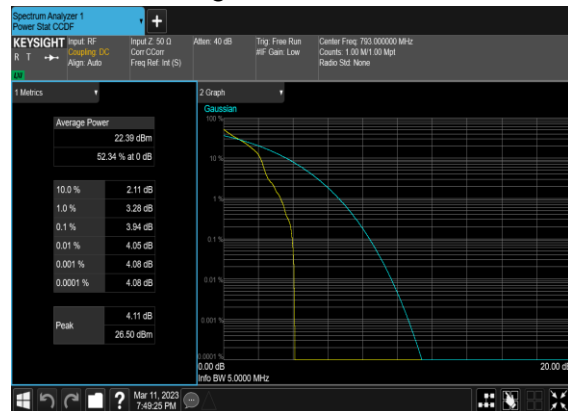 Spectrum Analyzer 1
Power Stat CCDF
+
KEYSIGHT Input: RF
R T
Coupling: DC
Align: Auto
Input Z: 50 Ω
Corr CCorr
Freq Ref: Int (S)
Atten: 40 dB
Trig: Free Run
#IF Gain: Low
Center Freq: 793.000000 MHz
Counts: 1.00 M/1.00 Mpt
Radio Std: None
1 Metrics
Average Power
22.39 dBm
52.34 % at 0 dB
10.0 % 2.11 dB
1.0 % 3.28 dB
0.1 % 3.94 dB
0.01 % 4.05 dB
0.001 % 4.08 dB
0.0001 % 4.08 dB
Peak
4.11 dB
26.50 dBm
2 Graph
Gaussian
100 %
10 %
1 %
0.1 %
0.01 %
0.001 %
0.0001 %
0.00 dB
20.00 dB
Info BW 5.0000 MHz
?
Mar 11, 2023
7:49:25 PM